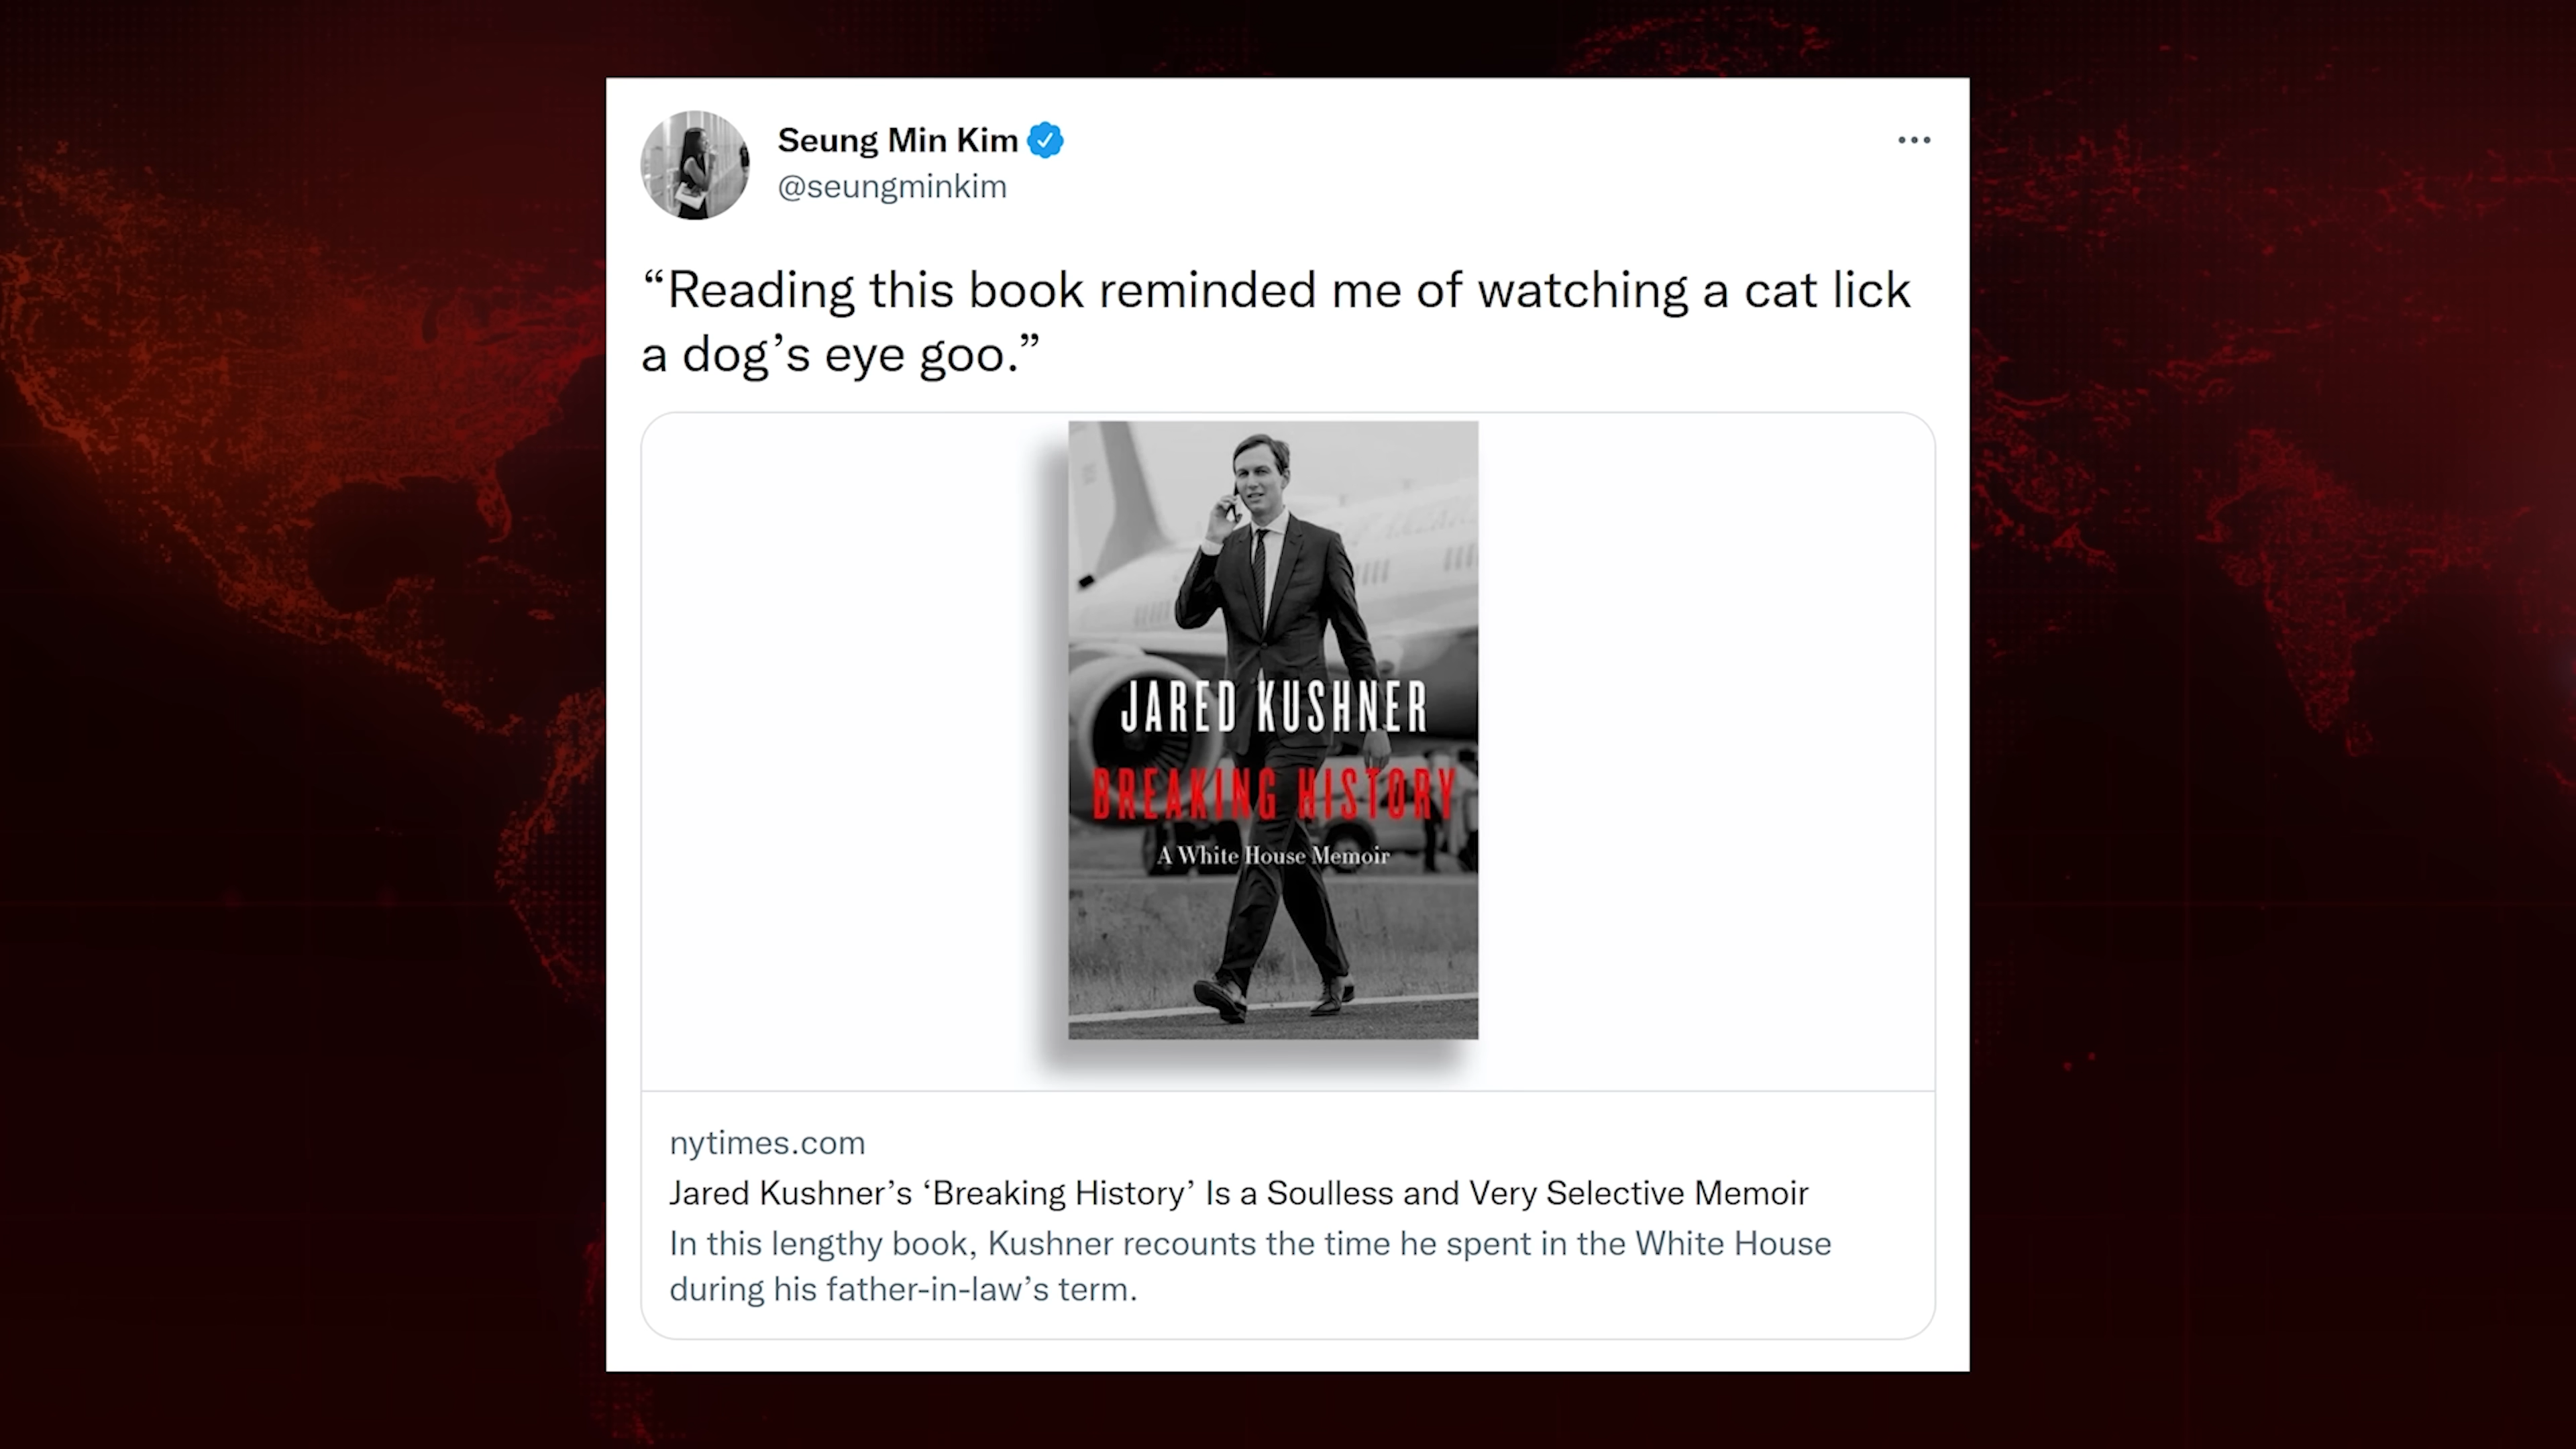 Seung Min Kim
@seungminkim
“Reading this book reminded me of watching a cat lick
a dog’s eye goo.”
JARED KUSHNER
BREAKING HISTORY
A White House Memoir
nytimes.com
Jared Kushner’s ‘Breaking History’ Is a Soulless and Very Selective Memoir
In this lengthy book, Kushner recounts the time he spent in the White House
during his father-in-law’s term.